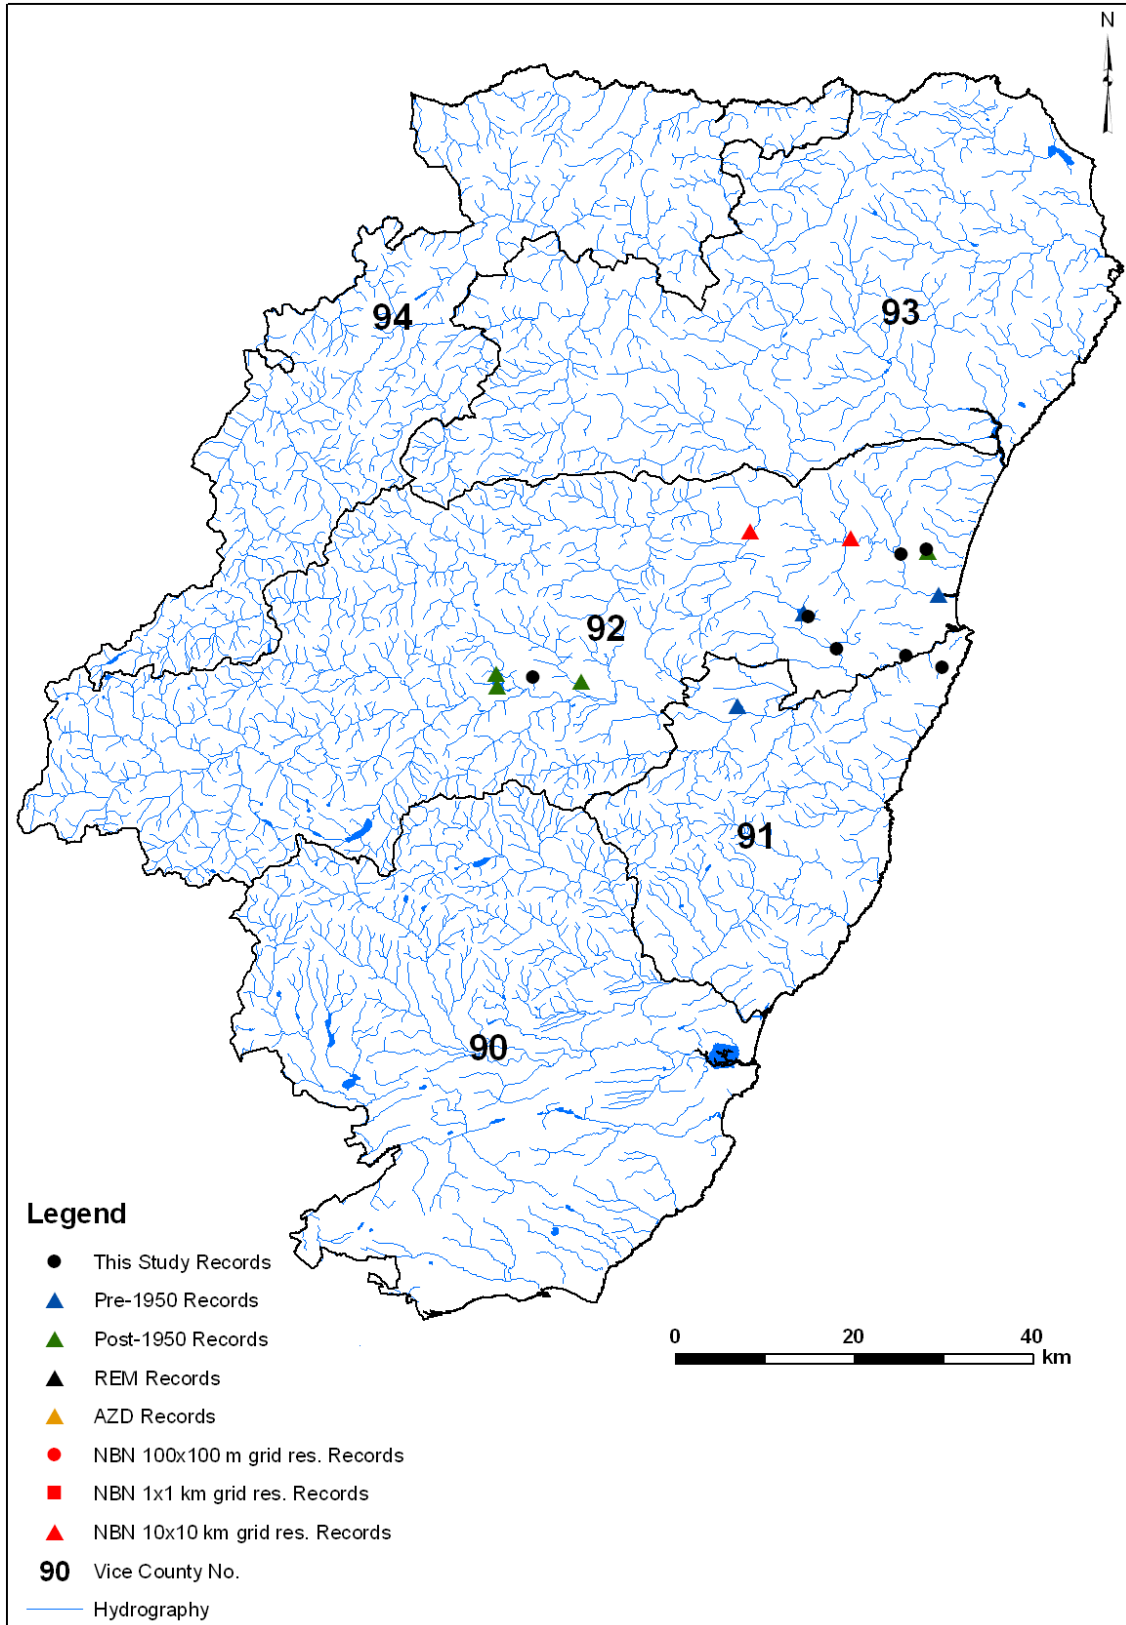 N
94
93
92
91
90
Legend
This Study Records
Pre-1950 Records
Post-1950 Records
REM Records
AZD Records
NBN 100x100 m grid res. Records
NBN 1x1 km grid res. Records
NBN 10x10 km grid res. Records
90 Vice County No.
Hydrography
0 20 40
km